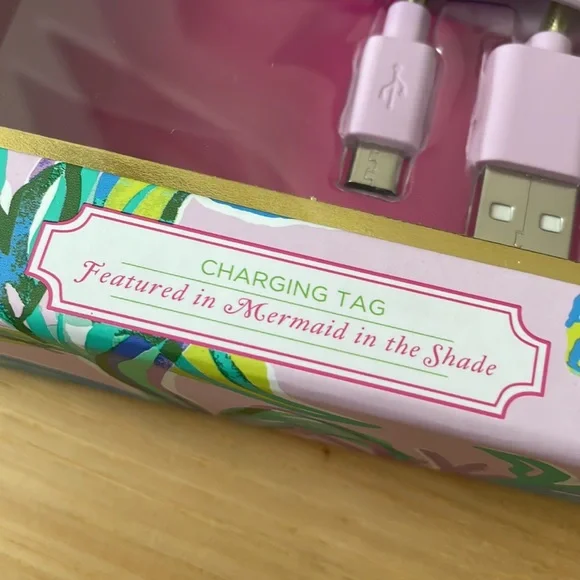 CHARGING TAG
Featured in Mermaid in the Shade